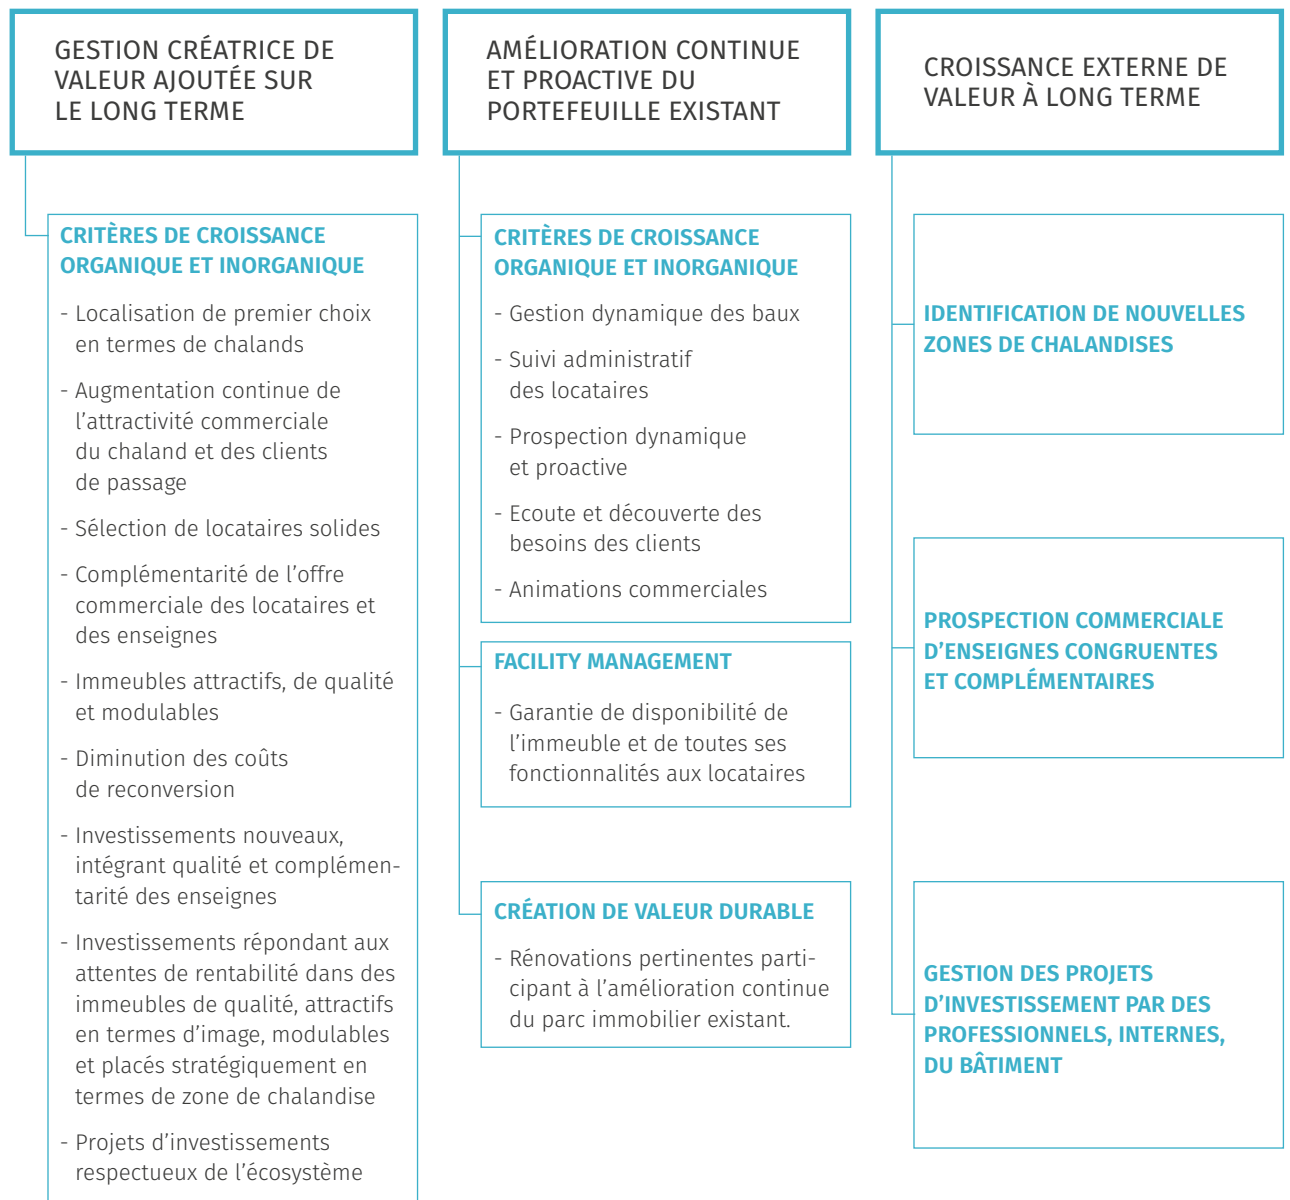 GESTION CRÉATRICE DE
VALEUR AJOUTÉE SUR
LE LONG TERME
CRITÈRES DE CROISSANCE
ORGANIQUE ET INORGANIQUE
- Localisation de premier choix
en termes de chalands
- Augmentation continue de
l’attractivité commerciale
du chaland et des clients
de passage
- Sélection de locataires solides
- Complémentarité de l’offre
commerciale des locataires et
des enseignes
- Immeubles attractifs, de qualité
et modulables
- Diminution des coûts
de reconversion
- Investissements nouveaux,
intégrant qualité et complémen-
tarité des enseignes
- Investissements répondant aux
attentes de rentabilité dans des
immeubles de qualité, attractifs
en termes d’image, modulables
et placés stratégiquement en
termes de zone de chalandise
- Projets d’investissements
respectueux de l’écosystème
AMÉLIORATION CONTINUE
ET PROACTIVE DU
PORTEFEUILLE EXISTANT
CRITÈRES DE CROISSANCE
ORGANIQUE ET INORGANIQUE
- Gestion dynamique des baux
- Suivi administratif
des locataires
- Prospection dynamique
et proactive
- Ecoute et découverte des
besoins des clients
- Animations commerciales
FACILITY MANAGEMENT
- Garantie de disponibilité de
l’immeuble et de toutes ses
fonctionnalités aux locataires
CRÉATION DE VALEUR DURABLE
- Rénovations pertinentes parti-
cipant à l’amélioration continue
du parc immobilier existant.
CROISSANCE EXTERNE DE
VALEUR À LONG TERME
IDENTIFICATION DE NOUVELLES
ZONES DE CHALANDISES
PROSPECTION COMMERCIALE
D’ENSEIGNES CONGRUENTES
ET COMPLÉMENTAIRES
GESTION DES PROJETS
D’INVESTISSEMENT PAR DES
PROFESSIONNELS, INTERNES,
DU BÂTIMENT